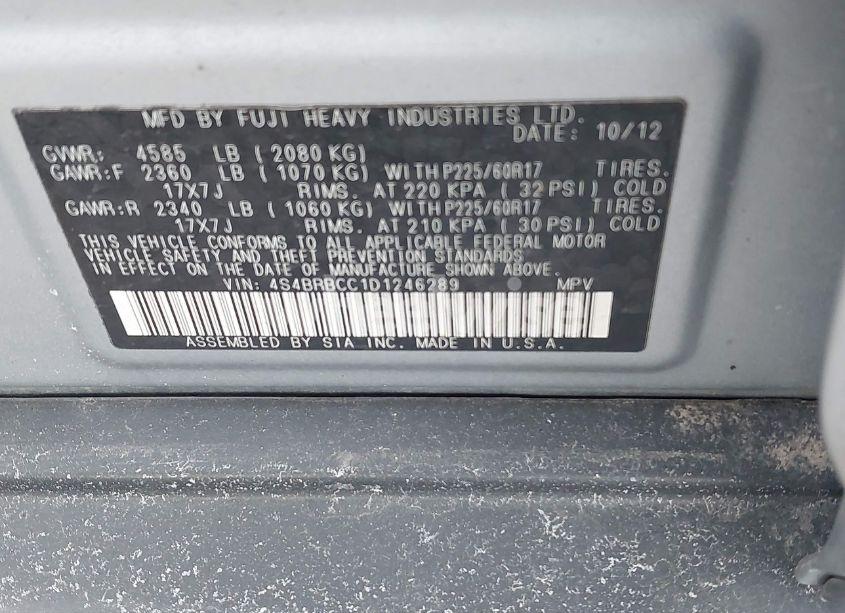 MFD BY FUJI HEAVY INDUSTRIES LTD.
DATE: 10/12
GVWR: 4585 LB ( 2080 KG)
GAWR:F 2360 LB ( 1070 KG) WITH P225/60R17 TIRES.
17X7J RIMS. AT 220 KPA ( 32 PSI) COLD
GAWR:R 2340 LB ( 1060 KG) WITH P225/60R17 TIRES.
17X7J RIMS. AT 210 KPA ( 30 PSI) COLD
THIS VEHICLE CONFORMS TO ALL APPLICABLE FEDERAL MOTOR
VEHICLE SAFETY AND THEFT PREVENTION STANDARDS
IN EFFECT ON THE DATE OF MANUFACTURE SHOWN ABOVE.
VIN: 4S4BRBCC1D1246289 MPV
ASSEMBLED BY SIA INC. MADE IN U.S.A.